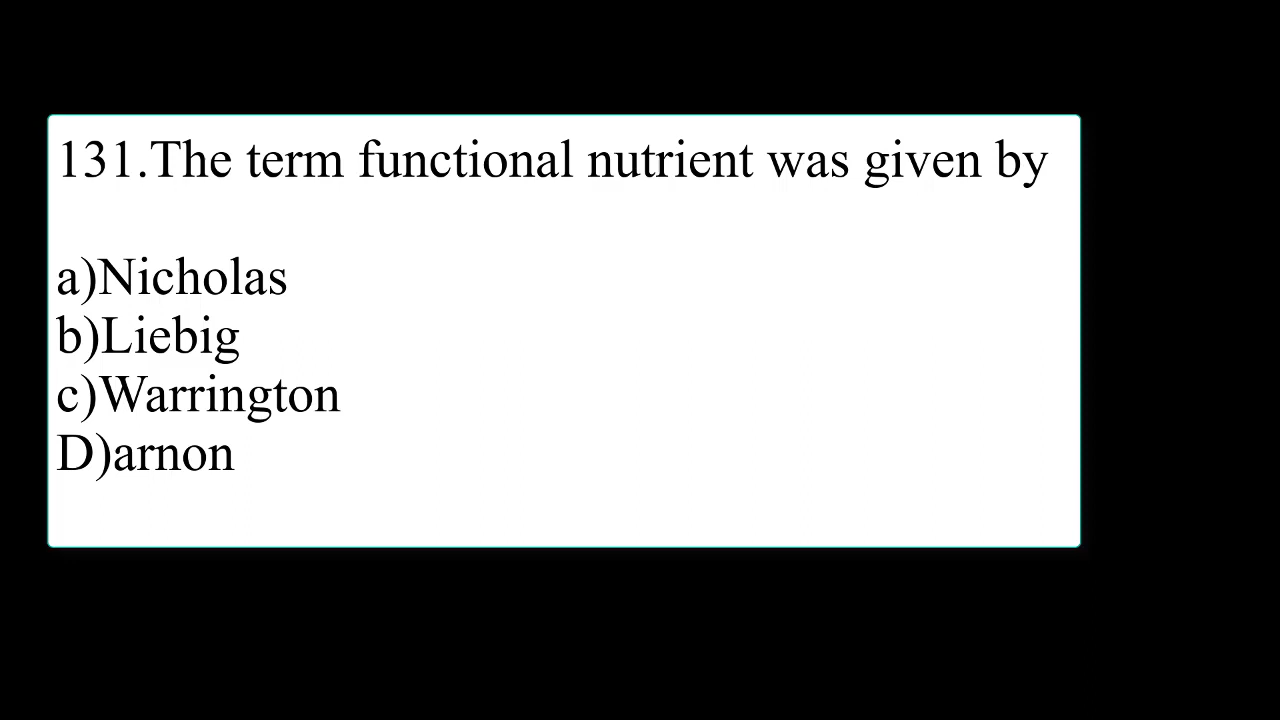 131.The term functional nutrient was given by
a)Nicholas
b)Liebig
c)Warrington
D)arnon